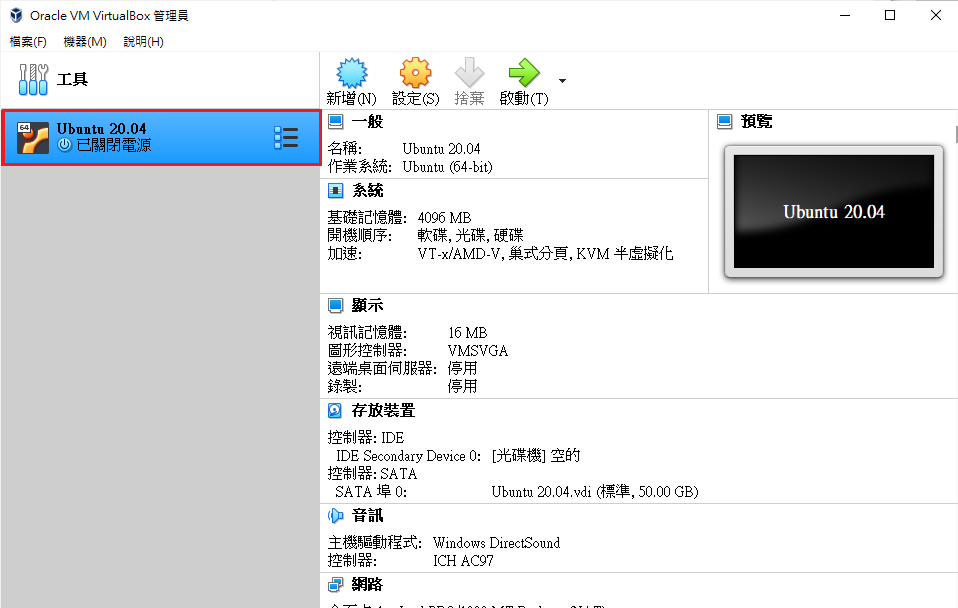 Oracle VM VirtualBox 管理員
檔案(F) 機器(M) 說明(H)
工具
新增(N) 設定(S) 捨棄 啟動(T)
64
Ubuntu 20.04
已關閉電源
一般
名稱: Ubuntu 20.04
作業系統: Ubuntu (64-bit)
預覽
Ubuntu 20.04
系統
基礎記憶體: 4096 MB
開機順序: 軟碟, 光碟, 硬碟
加速: VT-x/AMD-V, 巢式分頁, KVM 半虛擬化
顯示
視訊記憶體: 16 MB
圖形控制器: VMSVGA
遠端桌面伺服器: 停用
錄製: 停用
存放裝置
控制器: IDE
IDE Secondary Device 0: [光碟機] 空的
控制器: SATA
SATA 埠 0: Ubuntu 20.04.vdi (標準, 50.00 GB)
音訊
主機驅動程式: Windows DirectSound
控制器: ICH AC97
網路